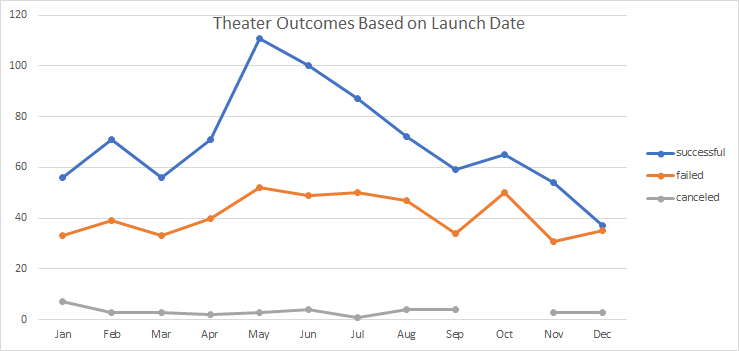 Theater Outcomes Based on Launch Date
120
100
80
60
40
20
0
Jan Feb Mar Apr May Jun Jul Aug Sep Oct Nov Dec
successful
failed
canceled